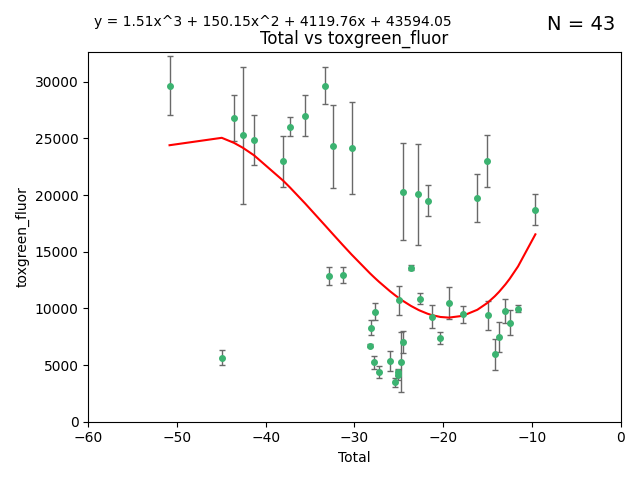 y = 1.51x^3 + 150.15x^2 + 4119.76x + 43594.05
N = 43
Total vs toxgreen_fluor
toxgreen_fluor
30000
25000
20000
15000
10000
5000
0
−60
−50
−40
−30
−20
−10
0
Total